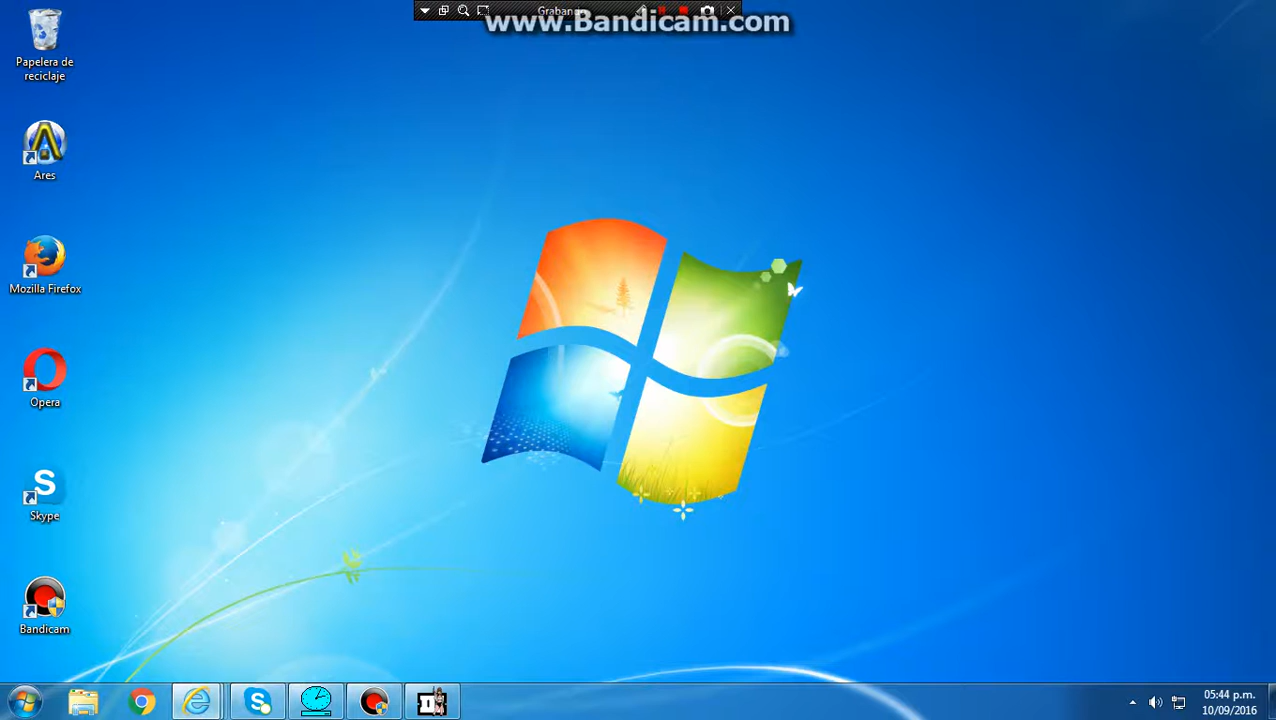 Grabando
www.Bandicam.com
Papelera de
reciclaje
Ares
Mozilla Firefox
Opera
S
Skype
Bandicam
05:44 p.m.
10/09/2016